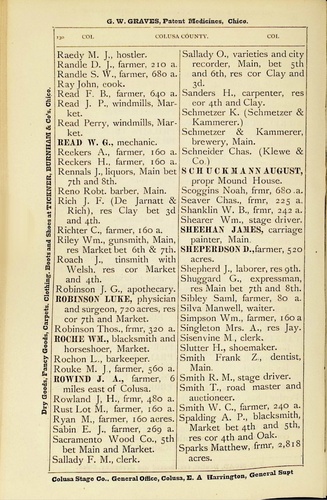 G. W. GRAVES, Patent Medicines, Chico.
130 COL COLUSA COUNTY. COL
Raedy M. J., hostler.
Randle D. J., farmer, 210 a.
Randle S. W., farmer, 680 a.
Ray John, cook.
Read F. B., farmer, 640 a.
Read J. P., windmills, Mar-
ket.
Read Perry, windmills, Mar-
ket.
READ W. G., mechanic.
Reekers A., farmer, 160 a.
Reekers H., farmer, 160 a.
Rennals J., liquors, Main bet
7th and 8th.
Reno Robt, barber, Main.
Rich J. F. (De Jarnatt &
Rich), res Clay bet 3d
and 4th.
Richter C., farmer, 160 a.
Riley Wm., gunsmith, Main,
res Market bet 6th & 7th.
Roach J., tinsmith with
Welsh, res cor Market
and 4th.
Robinson J. G., apothecary.
ROBINSON LUKE, physician
and surgeon, 720 acres, res
cor 7th and Market.
Robinson Thos., frmr, 320 a.
ROCHE WM., blacksmith and
horseshoer, Market.
Rochon L., barkeeper.
Rouke M. J., farmer, 560 a.
ROWIND J. A., farmer, 6
miles east of Colusa.
Rowland J. H., frmr, 480 a.
Rust Lot M., farmer, 160 a.
Ryan M., farmer, 160 acres.
Sabin E. J., farmer, 269 a.
Sacramento Wood Co., 5th
bet Main and Market.
Sallady F. M., clerk.
Sallady O., varieties and city
recorder, Main, bet 5th
and 6th, res cor Clay and
3d.
Sanders H., carpenter, res
cor 4th and Clay.
Schmetzer K. (Schmetzer &
Kammerer).
Schmetzer & Kammerer,
brewery, Main.
Schneider Chas. (Klewe &
Co.)
SCHUCKMANN AUGUST,
propr Mound House.
Scoggins Noah, frmr, 680 a.
Seaver Chas., frmr, 225 a.
Shanklin W. B., frmr, 242 a.
Shearer Wm., stage driver.
SHEEHAN JAMES, carriage
painter, Main.
SHEPERDSON D., farmer, 520
acres.
Shepherd J., laborer, res 9th.
Shuggard G., expressman,
res Main bet 7th and 8th.
Sibley Saml, farmer, 80 a.
Silva Manwell, waiter.
Simpson Wm., farmer, 160 a
Singleton Mrs. A., res Jay.
Sisenvine M., clerk.
Slutter H., shoemaker.
Smith Frank Z., dentist,
Main.
Smith R. M., stage driver.
Smith T., road master and
auctioneer.
Smith W. C., farmer, 240 a.
Spalding A. P., blacksmith,
Market bet 4th and 5th,
res cor 4th and Oak.
Sparks Matthew, frmr, 2,818
acres.
Dry Goods, Fancy Goods, Carpets, Clothing, Boots and Shoes at TICKNER, BURNHAM & Co's, Chico.
Colusa Stage Co., General Office, Colusa, E. A Harrington, General Supt